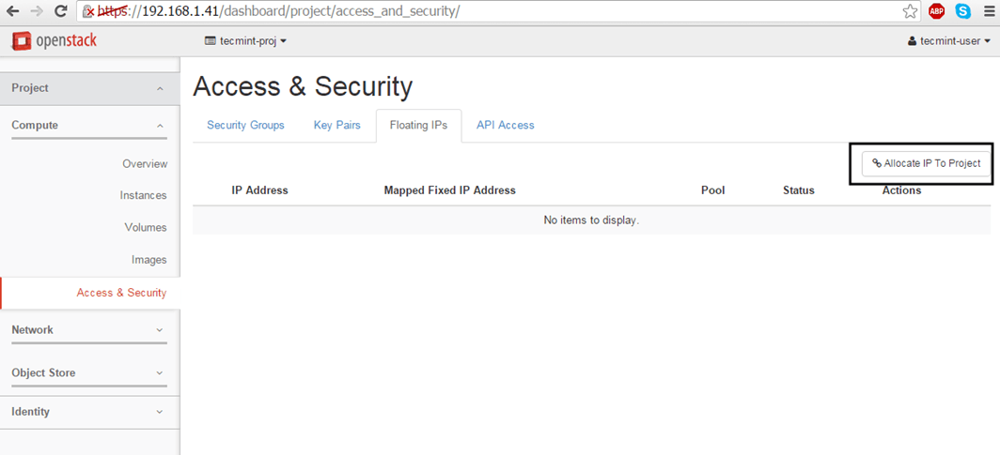 https://192.168.1.41/dashboard/project/access_and_security/
ABP
openstack
tecmint-proj
tecmint-user
Project
Compute
Overview
Instances
Volumes
Images
Access & Security
Network
Object Store
Identity
Access & Security
Security Groups Key Pairs Floating IPs API Access
Allocate IP To Project
IP Address Mapped Fixed IP Address Pool Status Actions
No items to display.